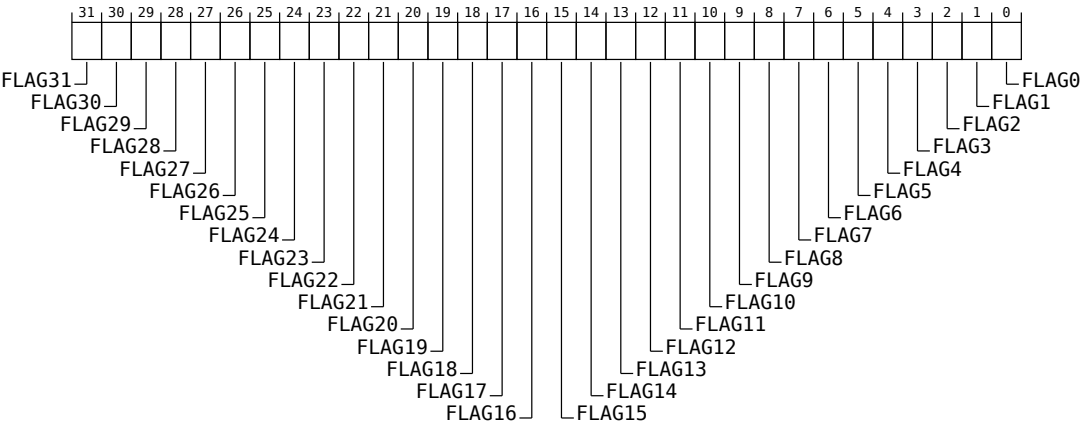 31 30 29 28 27 26 25 24 23 22 21 20 19 18 17 16 15 14 13 12 11 10 9 8 7 6 5 4 3 2 1 0
FLAG31 FLAG0
FLAG30 FLAG1
FLAG29 FLAG2
FLAG28 FLAG3
FLAG27 FLAG4
FLAG26 FLAG5
FLAG25 FLAG6
FLAG24 FLAG7
FLAG23 FLAG8
FLAG22 FLAG9
FLAG21 FLAG10
FLAG20 FLAG11
FLAG19 FLAG12
FLAG18 FLAG13
FLAG17 FLAG14
FLAG16 FLAG15